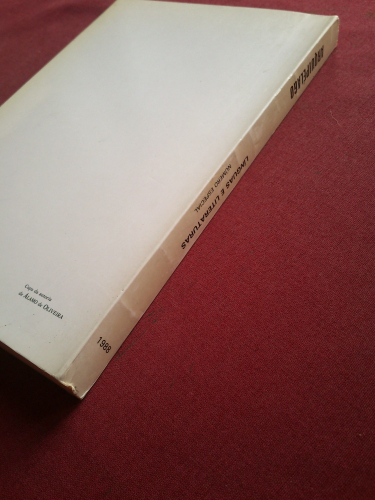 ARQUIPÉLAGO
LÍNGUAS E LITERATURAS
NÚMERO ESPECIAL
1988
Capa da autoria
de ÁLAMO de OLIVEIRA